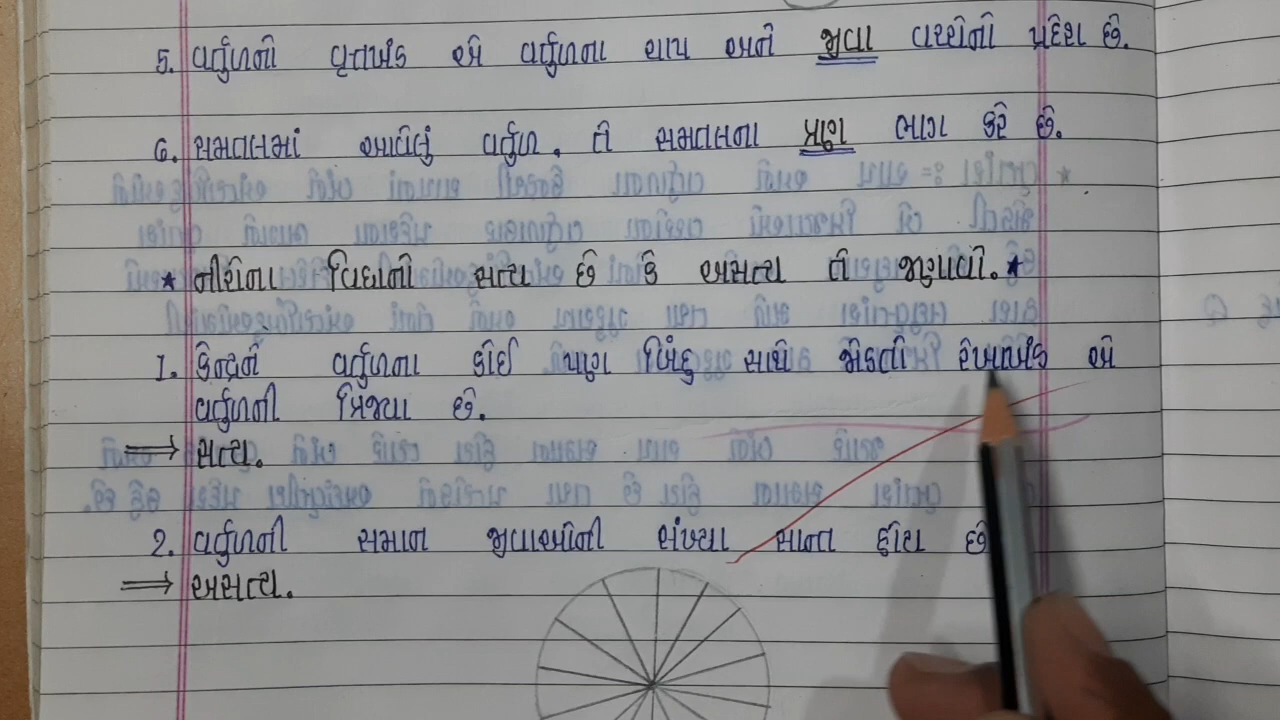 5. વર્તુળનો વૃતખંડ એ વર્તુળના ચાપ અને જીવા વચ્ચેનો પ્રદેશ છે.
6. સમતલમાં આવેલું વર્તુળ, તે સમતલના ત્રણ ભાગ કરે છે.
★ નીચેના વિધાનો સત્ય છે કે અસત્ય તે જણાવો. ★
1. કેન્દ્રને વર્તુળના કોઈ પણ બિંદુ સાથે જોડતો રેખાખંડ એ
વર્તુળની ત્રિજ્યા છે.
⇒ સત્ય.
2. વર્તુળની સમાન જીવાઓની સંખ્યા સાન્ત હોય છે
⇒ અસત્ય.